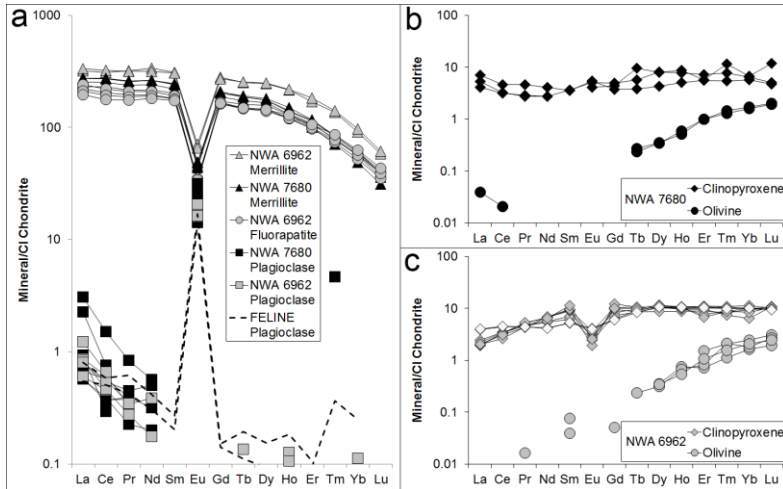 a
Mineral/CI Chondrite
1000
100
10
1
0.1
NWA 6962
Merrillite
NWA 7680
Merrillite
NWA 6962
Fluorapatite
NWA 7680
Plagioclase
NWA 6962
Plagioclase
FELINE
Plagioclase
La Ce Pr Nd Sm Eu Gd Tb Dy Ho Er Tm Yb Lu
b
Mineral/CI Chondrite
100
10
1
0.1
0.01
NWA 7680
Clinopyroxene
Olivine
La Ce Pr Nd Sm Eu Gd Tb Dy Ho Er Tm Yb Lu
c
Mineral/CI Chondrite
100
10
1
0.1
0.01
NWA 6962
Clinopyroxene
Olivine
La Ce Pr Nd Sm Eu Gd Tb Dy Ho Er Tm Yb Lu